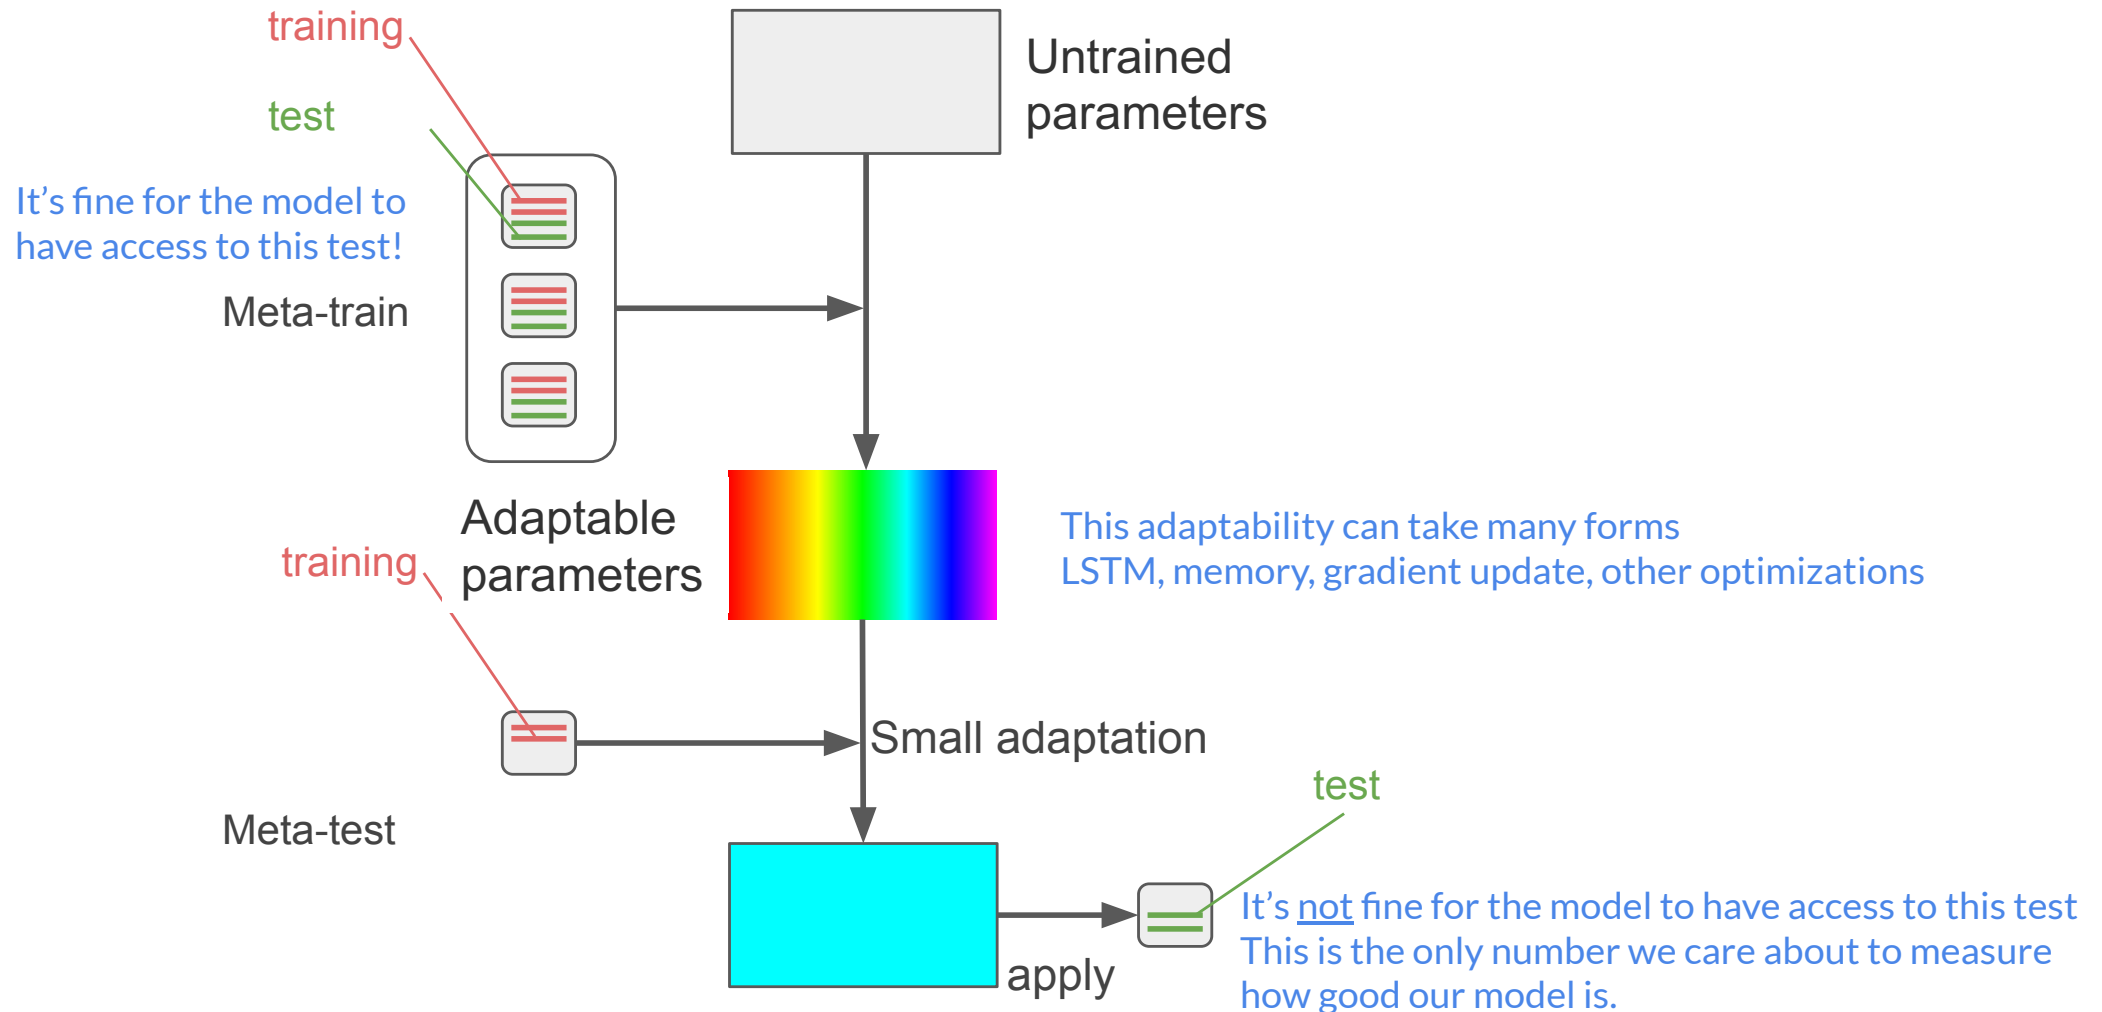 training
Untrained
parameters
test
It’s fine for the model to
have access to this test!
Meta-train
Adaptable
parameters
training
This adaptability can take many forms
LSTM, memory, gradient update, other optimizations
Small adaptation
Meta-test
test
apply
It’s not fine for the model to have access to this test
This is the only number we care about to measure
how good our model is.